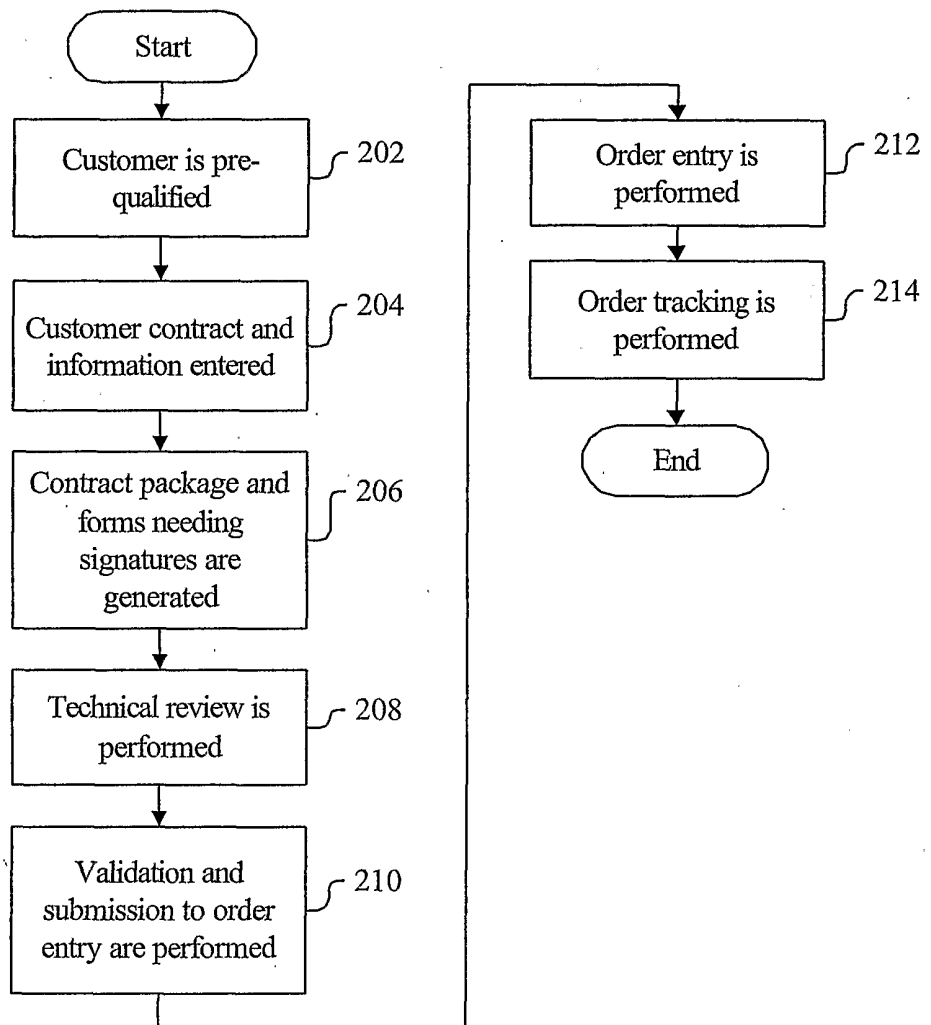 Start
Customer is pre-
qualified
202
Customer contract and
information entered
204
Contract package and
forms needing
signatures are
generated
206
Technical review is
performed
208
Validation and
submission to order
entry are performed
210
Order entry is
performed
212
Order tracking is
performed
214
End